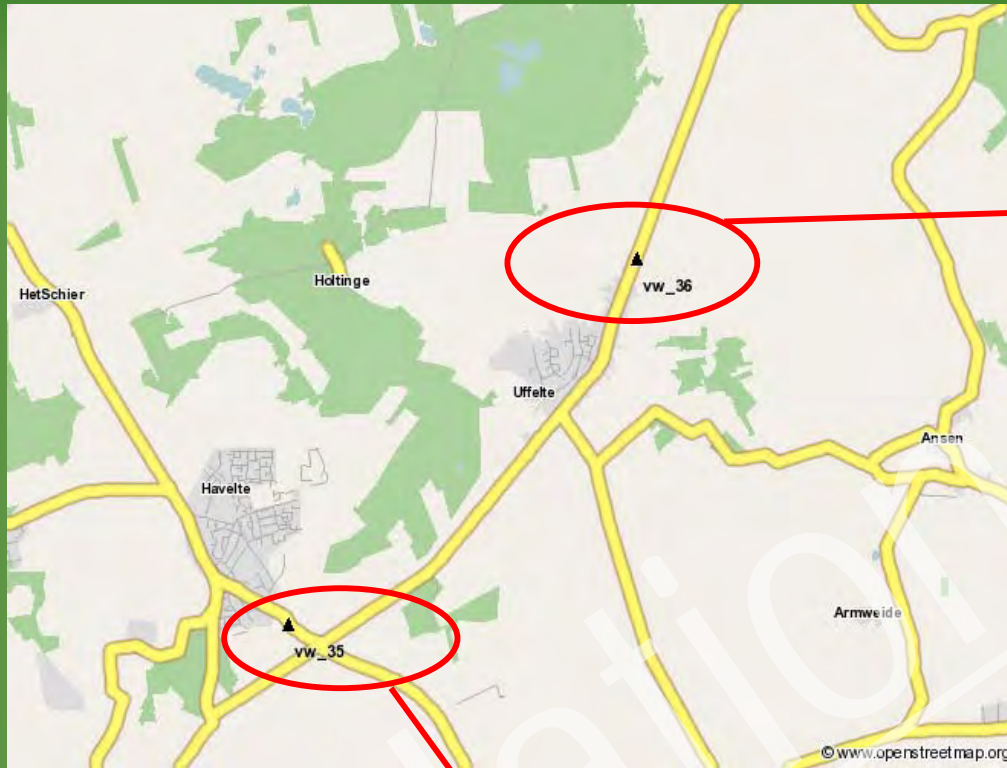 vw_36
Holtinge
HetSchier
Uffelte
Ansen
Havelte
Armweide
vw_35
© www.openstreetmap.org